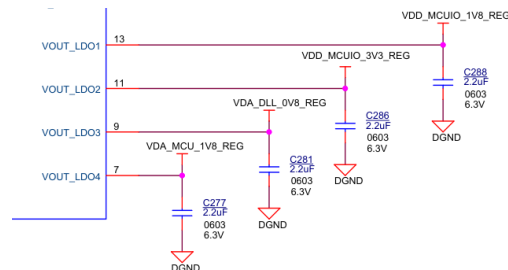 VDD_MCUIO_1V8_REG
VOUT_LDO1
13
VDD_MCUIO_3V3_REG
C288
2.2uF
0603
6.3V
DGND
VOUT_LDO2
11
VDA_DLL_0V8_REG
C286
2.2uF
0603
6.3V
DGND
VOUT_LDO3
9
VDA_MCU_1V8_REG
C281
2.2uF
0603
6.3V
DGND
VOUT_LDO4
7
C277
2.2uF
0603
6.3V
DGND